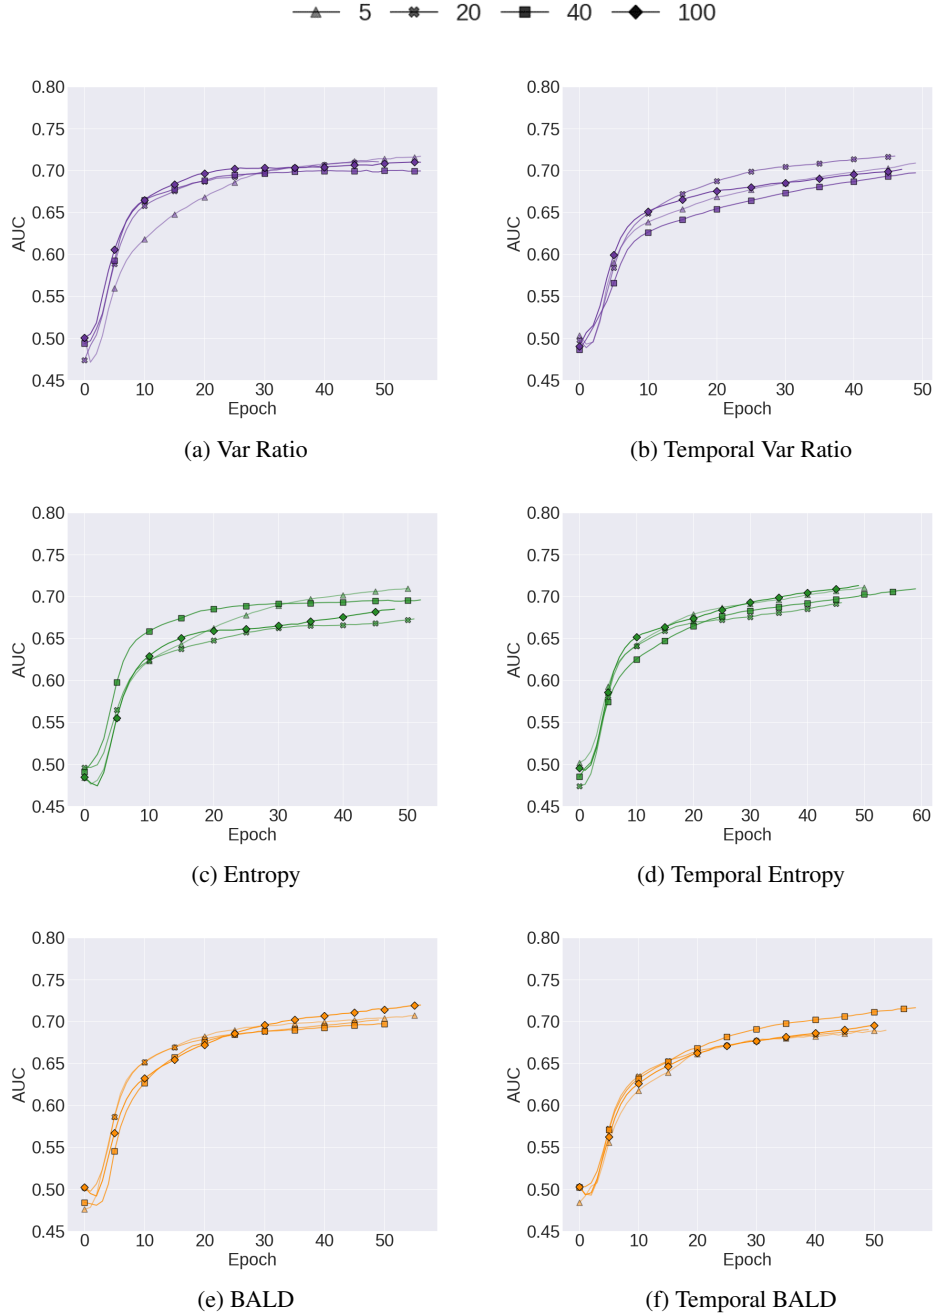 5 20 40 100
0.80 0.80
0.75 0.75
0.70 0.70
0.65 0.65
AUC AUC
0.60 0.60
0.55 0.55
0.50 0.50
0.45 0.45
0 10 20 30 40 50 0 10 20 30 40 50
Epoch Epoch
(a) Var Ratio (b) Temporal Var Ratio
0.80 0.80
0.75 0.75
0.70 0.70
0.65 0.65
AUC AUC
0.60 0.60
0.55 0.55
0.50 0.50
0.45 0.45
0 10 20 30 40 50 0 10 20 30 40 50 60
Epoch Epoch
(c) Entropy (d) Temporal Entropy
0.80 0.80
0.75 0.75
0.70 0.70
0.65 0.65
AUC AUC
0.60 0.60
0.55 0.55
0.50 0.50
0.45 0.45
0 10 20 30 40 50 0 10 20 30 40 50
Epoch Epoch
(e) BALD (f) Temporal BALD